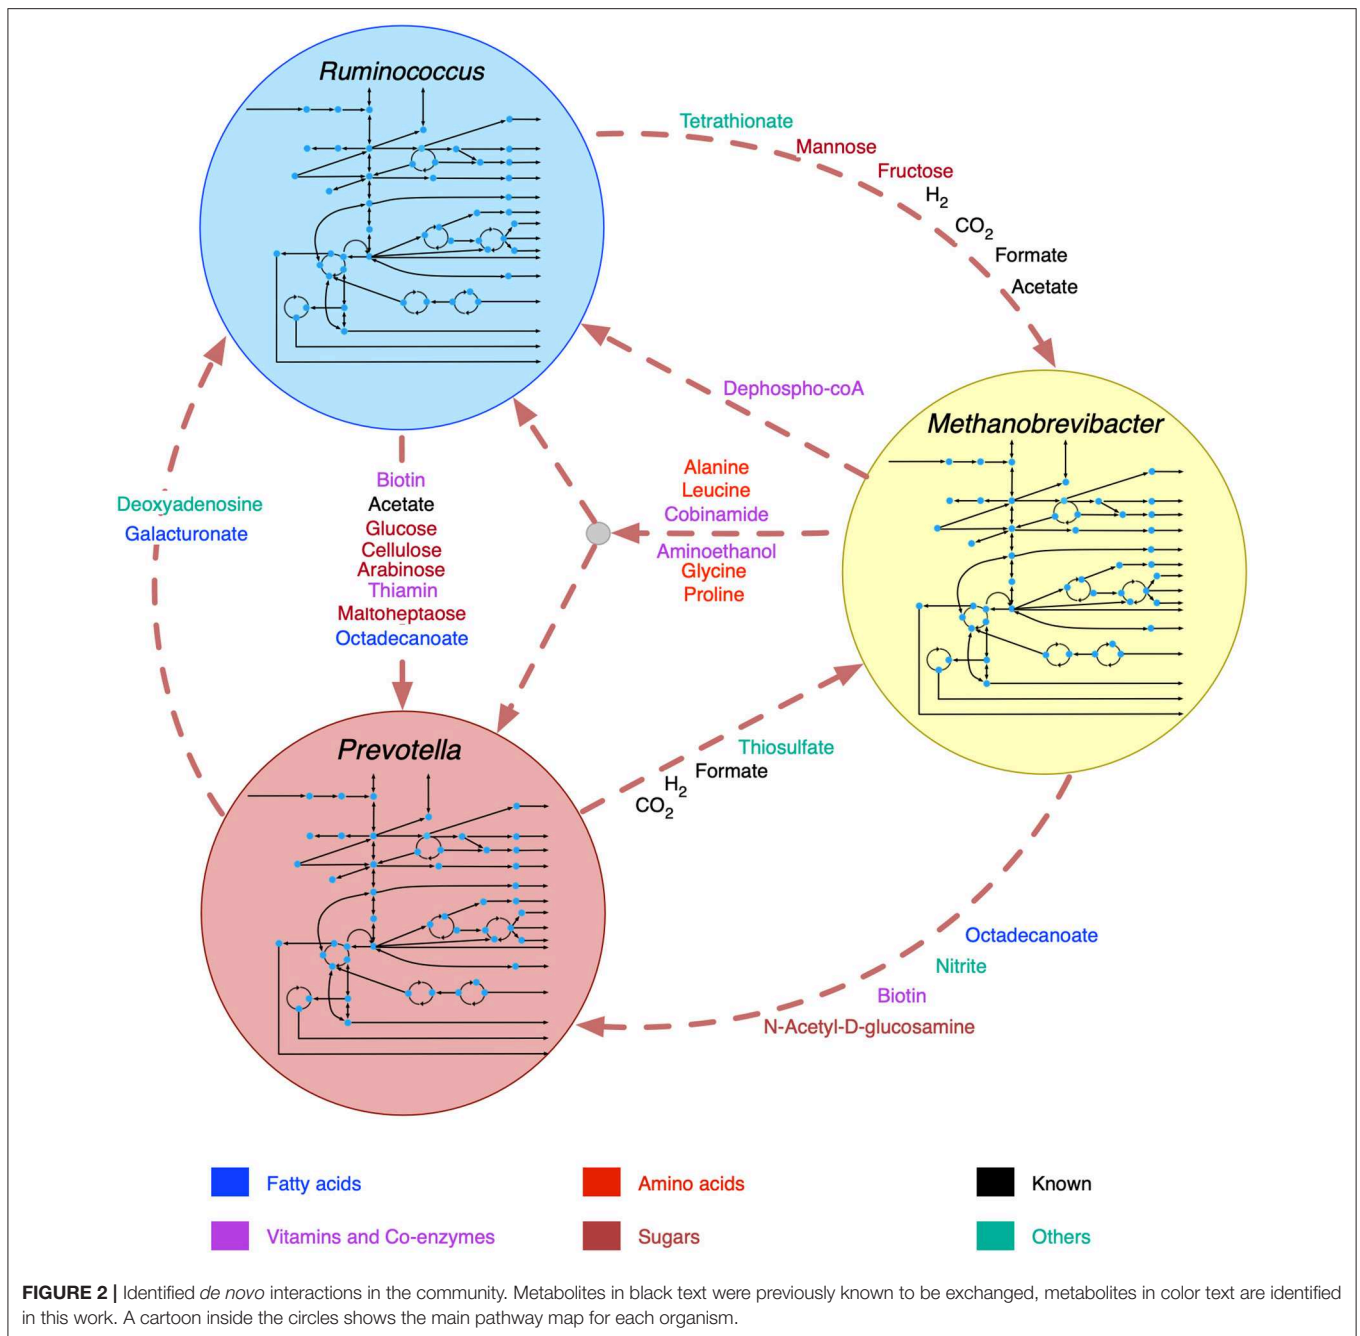 Ruminococcus
Tetrathionate
Mannose
Fructose
H2
CO2
Formate
Acetate
Dephospho-coA
Methanobrevibacter
Alanine
Leucine
Cobinamide
Aminoethanol
Glycine
Proline
Deoxyadenosine
Galacturonate
Biotin
Acetate
Glucose
Cellulose
Arabinose
Thiamin
Maltoheptaose
Octadecanoate
Prevotella
Thiosulfate
Formate
H2
CO2
Octadecanoate
Nitrite
Biotin
N-Acetyl-D-glucosamine
Fatty acids
Amino acids
Known
Vitamins and Co-enzymes
Sugars
Others
FIGURE 2 | Identified de novo interactions in the community. Metabolites in black text were previously known to be exchanged, metabolites in color text are identified
in this work. A cartoon inside the circles shows the main pathway map for each organism.